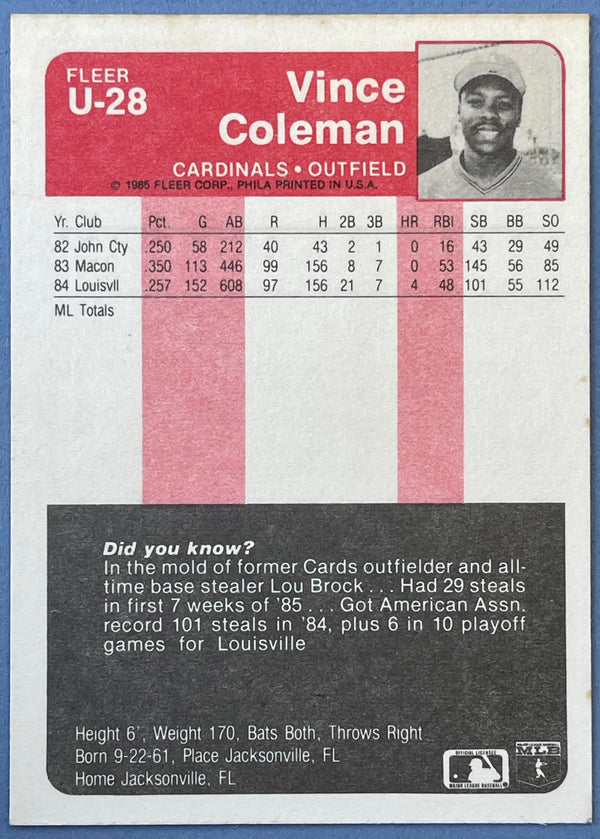 FLEER
U-28
Vince
Coleman
CARDINALS • OUTFIELD
© 1985 FLEER CORP., PHILA PRINTED IN U.S.A.
Yr. Club Pct. G AB R H 2B 3B HR RBI SB BB SO
82 John Cty .250 58 212 40 43 2 1 0 16 43 29 49
83 Macon .350 113 446 99 156 8 7 0 53 145 56 85
84 Louisvll .257 152 608 97 156 21 7 4 48 101 55 112
ML Totals
Did you know?
In the mold of former Cards outfielder and all-
time base stealer Lou Brock . . . Had 29 steals
in first 7 weeks of '85 . . . Got American Assn.
record 101 steals in '84, plus 6 in 10 playoff
games for Louisville
Height 6', Weight 170, Bats Both, Throws Right
Born 9-22-61, Place Jacksonville, FL
Home Jacksonville, FL
OFFICIAL LICENSEE
MAJOR LEAGUE BASEBALL
MLB